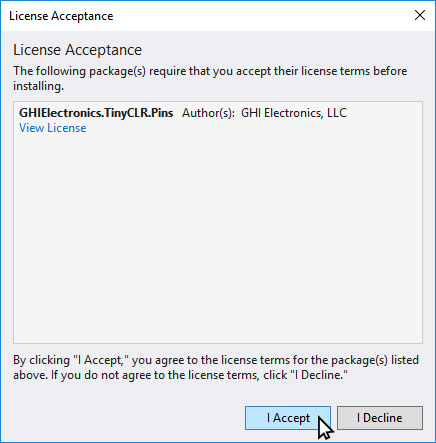 License Acceptance
License Acceptance
The following package(s) require that you accept their license terms before
installing.
GHIElectronics.TinyCLR.Pins Author(s): GHI Electronics, LLC
View License
By clicking "I Accept," you agree to the license terms for the package(s) listed
above. If you do not agree to the license terms, click "I Decline."
I Accept
I Decline